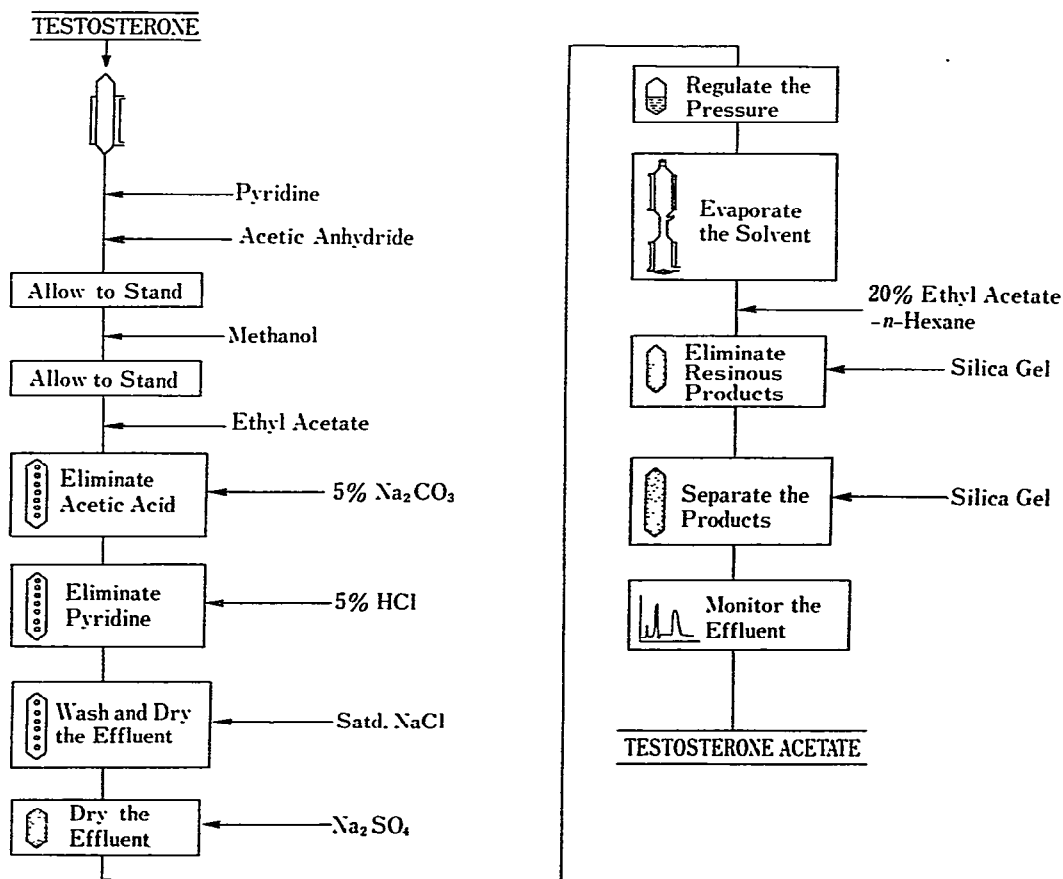 TESTOSTERONE
Pyridine
Acetic Anhydride
Allow to Stand
Methanol
Allow to Stand
Ethyl Acetate
Eliminate
Acetic Acid
5% Na₂CO₃
Eliminate
Pyridine
5% HCl
Wash and Dry
the Effluent
Satd. NaCl
Dry the
Effluent
Na₂SO₄
Regulate the
Pressure
Evaporate
the Solvent
20% Ethyl Acetate
-n-Hexane
Eliminate
Resinous
Products
Silica Gel
Separate the
Products
Silica Gel
Monitor the
Effluent
TESTOSTERONE ACETATE